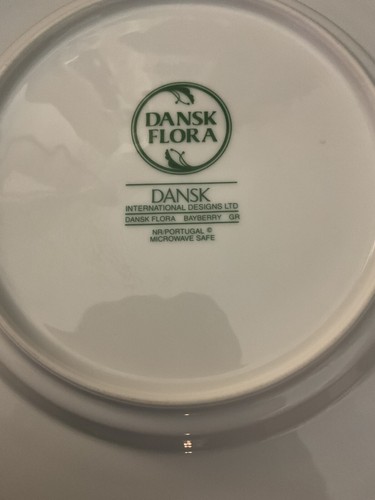 DANSK
FLORA
DANSK
INTERNATIONAL DESIGNS LTD
DANSK FLORA BAYBERRY GR
NR/PORTUGAL ©
MICROWAVE SAFE